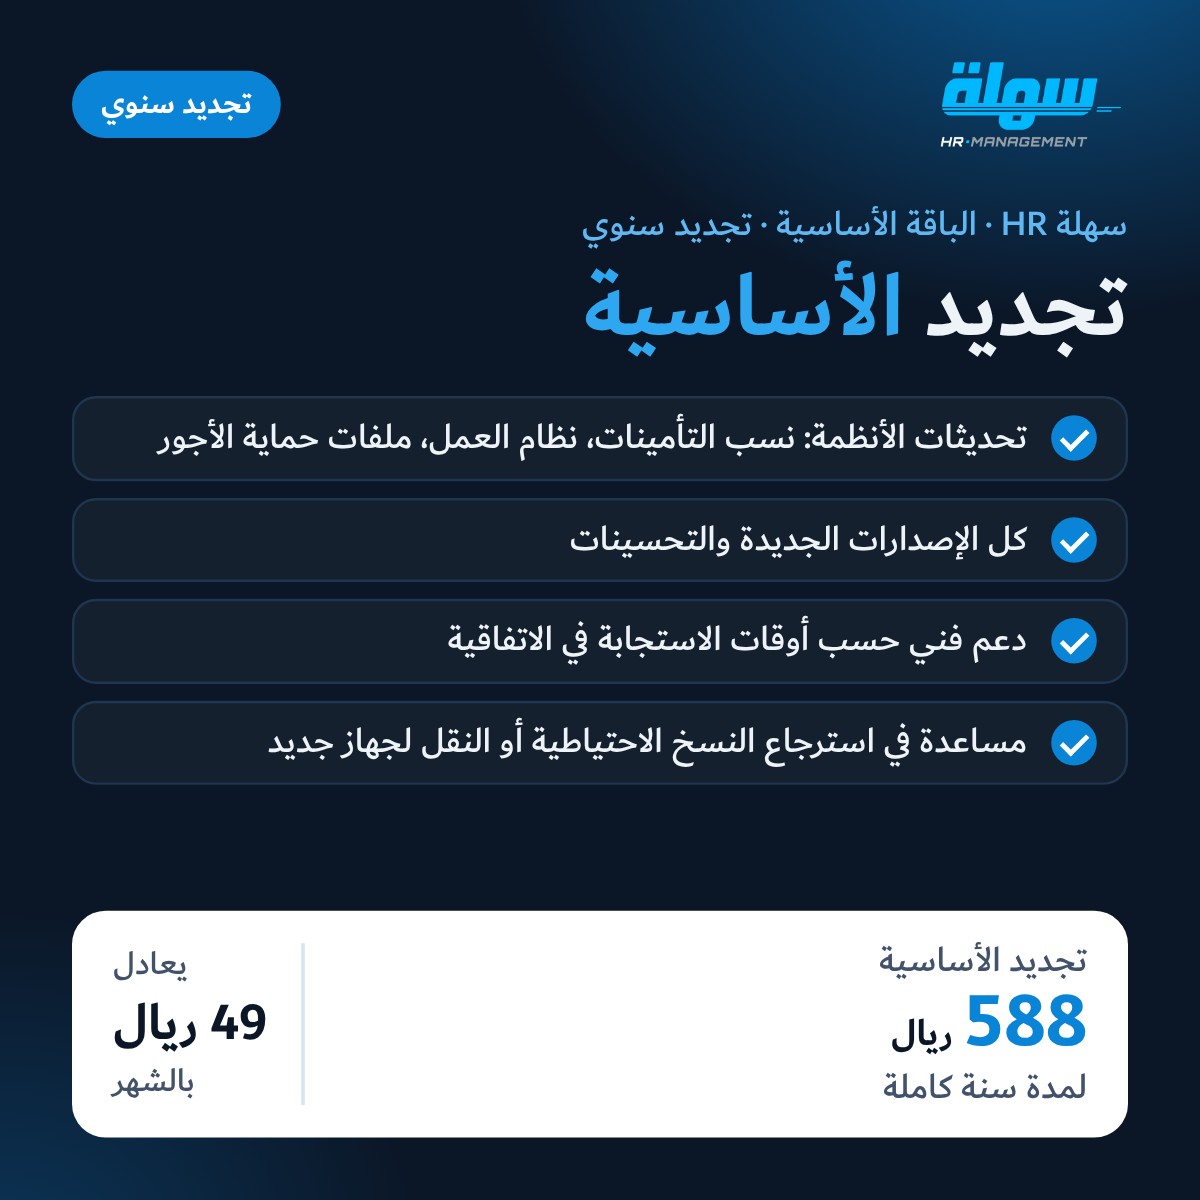 سهلة
HR·MANAGEMENT
تجديد سنوي
سهلة HR · الباقة الأساسية · تجديد سنوي
تجديد الأساسية
تحديثات الأنظمة: نسب التأمينات، نظام العمل، ملفات حماية الأجور
كل الإصدارات الجديدة والتحسينات
دعم فني حسب أوقات الاستجابة في الاتفاقية
مساعدة في استرجاع النسخ الاحتياطية أو النقل لجهاز جديد
تجديد الأساسية
588 ريال
لمدة سنة كاملة
يعادل
49 ريال
بالشهر